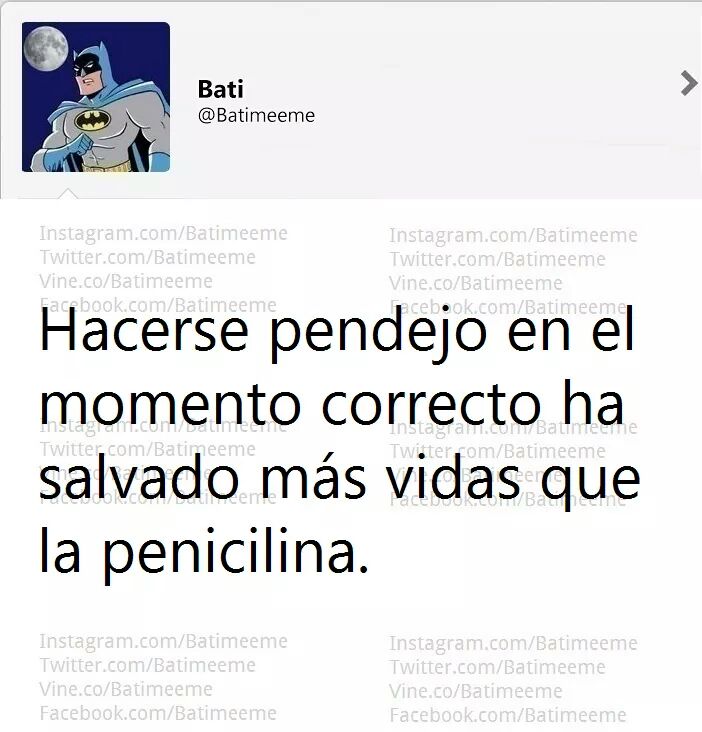 Bati
@Batimeeme
Instagram.com/Batimeeme
Twitter.com/Batimeeme
Vine.co/Batimeeme
Facebook.com/Batimeeme
Instagram.com/Batimeeme
Twitter.com/Batimeeme
Vine.co/Batimeeme
Facebook.com/Batimeeme
Hacerse pendejo en el
momento correcto ha
salvado más vidas que
la penicilina.
Instagram.com/Batimeeme
Twitter.com/Batimeeme
Vine.co/Batimeeme
Facebook.com/Batimeeme
Instagram.com/Batimeeme
Twitter.com/Batimeeme
Vine.co/Batimeeme
Facebook.com/Batimeeme
Instagram.com/Batimeeme
Twitter.com/Batimeeme
Vine.co/Batimeeme
Facebook.com/Batimeeme
Instagram.com/Batimeeme
Twitter.com/Batimeeme
Vine.co/Batimeeme
Facebook.com/Batimeeme